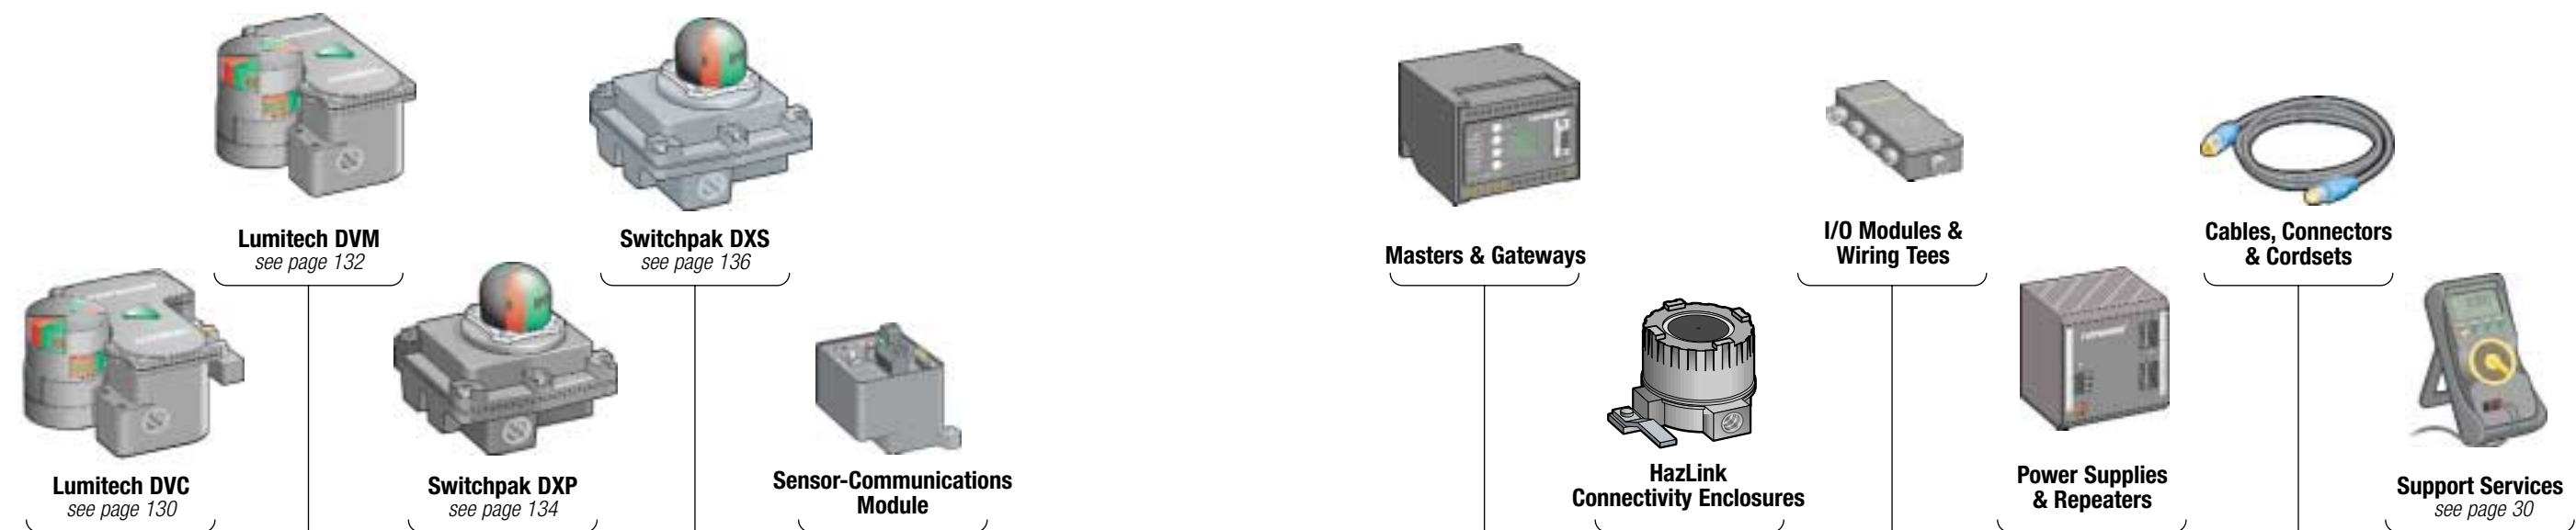 Lumitech DVM
see page 132
Switchpak DXS
see page 136
Masters & Gateways
I/O Modules &
Wiring Tees
Cables, Connectors
& Cordsets
Lumitech DVC
see page 130
Switchpak DXP
see page 134
Sensor-Communications
Module
HazLink
Connectivity Enclosures
Power Supplies
& Repeaters
Support Services
see page 30